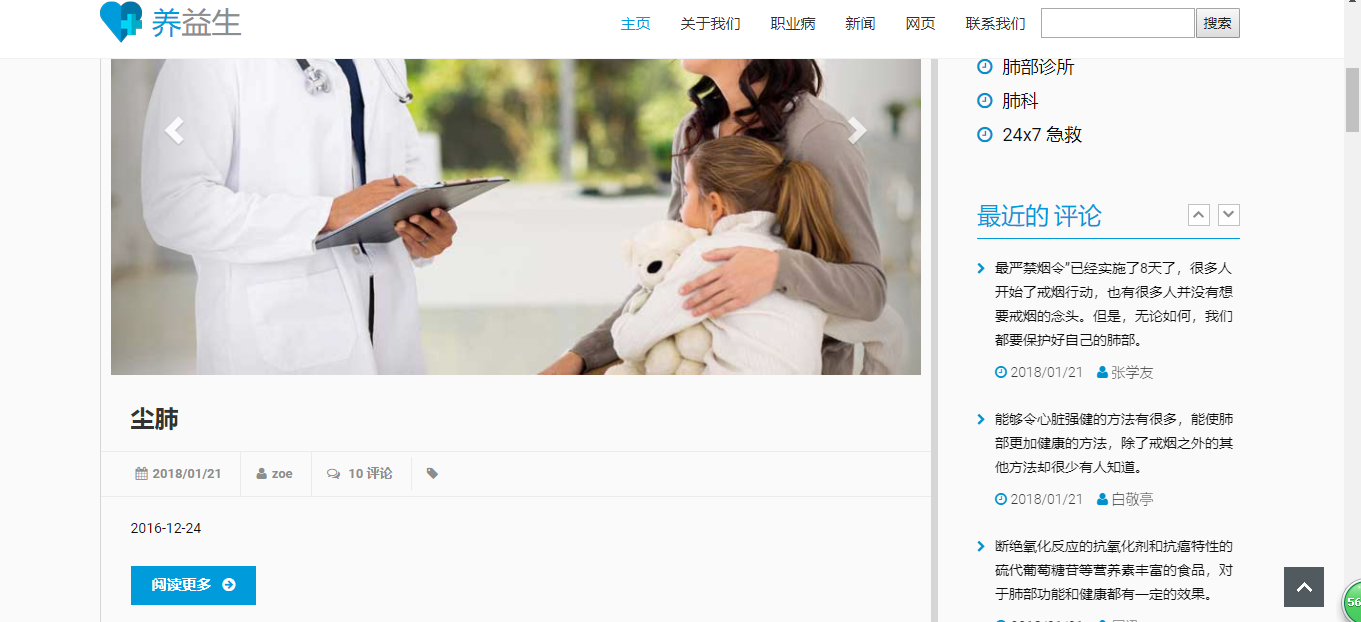 养益生
主页 关于我们 职业病 新闻 网页 联系我们 搜索
肺部诊所
肺科
24x7 急救
最近的 评论
最严禁烟令”已经实施了8天了，很多人
开始了戒烟行动，也有很多人并没有想
要戒烟的念头。但是，无论如何，我们
都要保护好自己的肺部。
2018/01/21 张学友
能够令心脏强健的方法有很多，能使肺
部更加健康的方法，除了戒烟之外的其
他方法却很少有人知道。
2018/01/21 白敬亭
断绝氧化反应的抗氧化剂和抗癌特性的
硫代葡萄糖苷等营养素丰富的食品，对
于肺部功能和健康都有一定的效果。
尘肺
2018/01/21 zoe 10 评论
2016-12-24
阅读更多
56